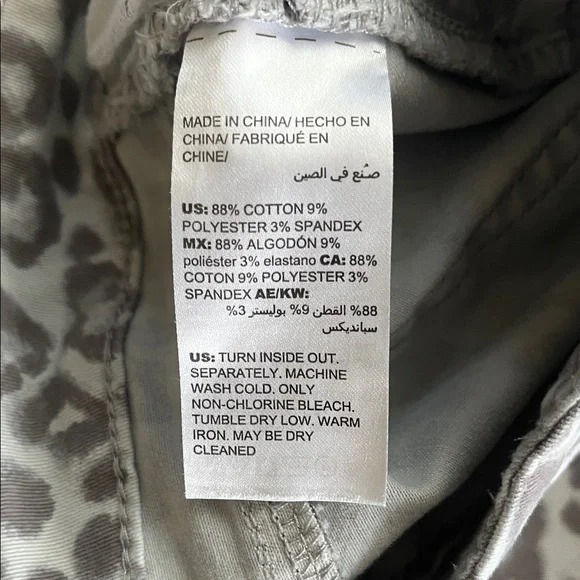 MADE IN CHINA/ HECHO EN
CHINA/ FABRIQUÉ EN
CHINE/
صُنع في الصين
US: 88% COTTON 9%
POLYESTER 3% SPANDEX
MX: 88% ALGODÓN 9%
poliéster 3% elastano CA: 88%
COTON 9% POLYESTER 3%
SPANDEX AE/KW:
88% القطن 9% بوليستر 3%
سبانديكس
US: TURN INSIDE OUT.
SEPARATELY. MACHINE
WASH COLD. ONLY
NON-CHLORINE BLEACH.
TUMBLE DRY LOW. WARM
IRON. MAY BE DRY
CLEANED